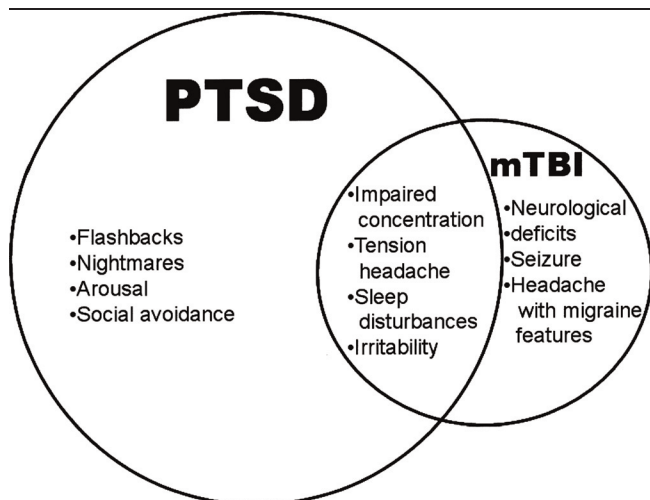 PTSD
•Flashbacks
•Nightmares
•Arousal
•Social avoidance
•Impaired
concentration
•Tension
headache
•Sleep
disturbances
•Irritability
mTBI
•Neurological
•deficits
•Seizure
•Headache
with migraine
features